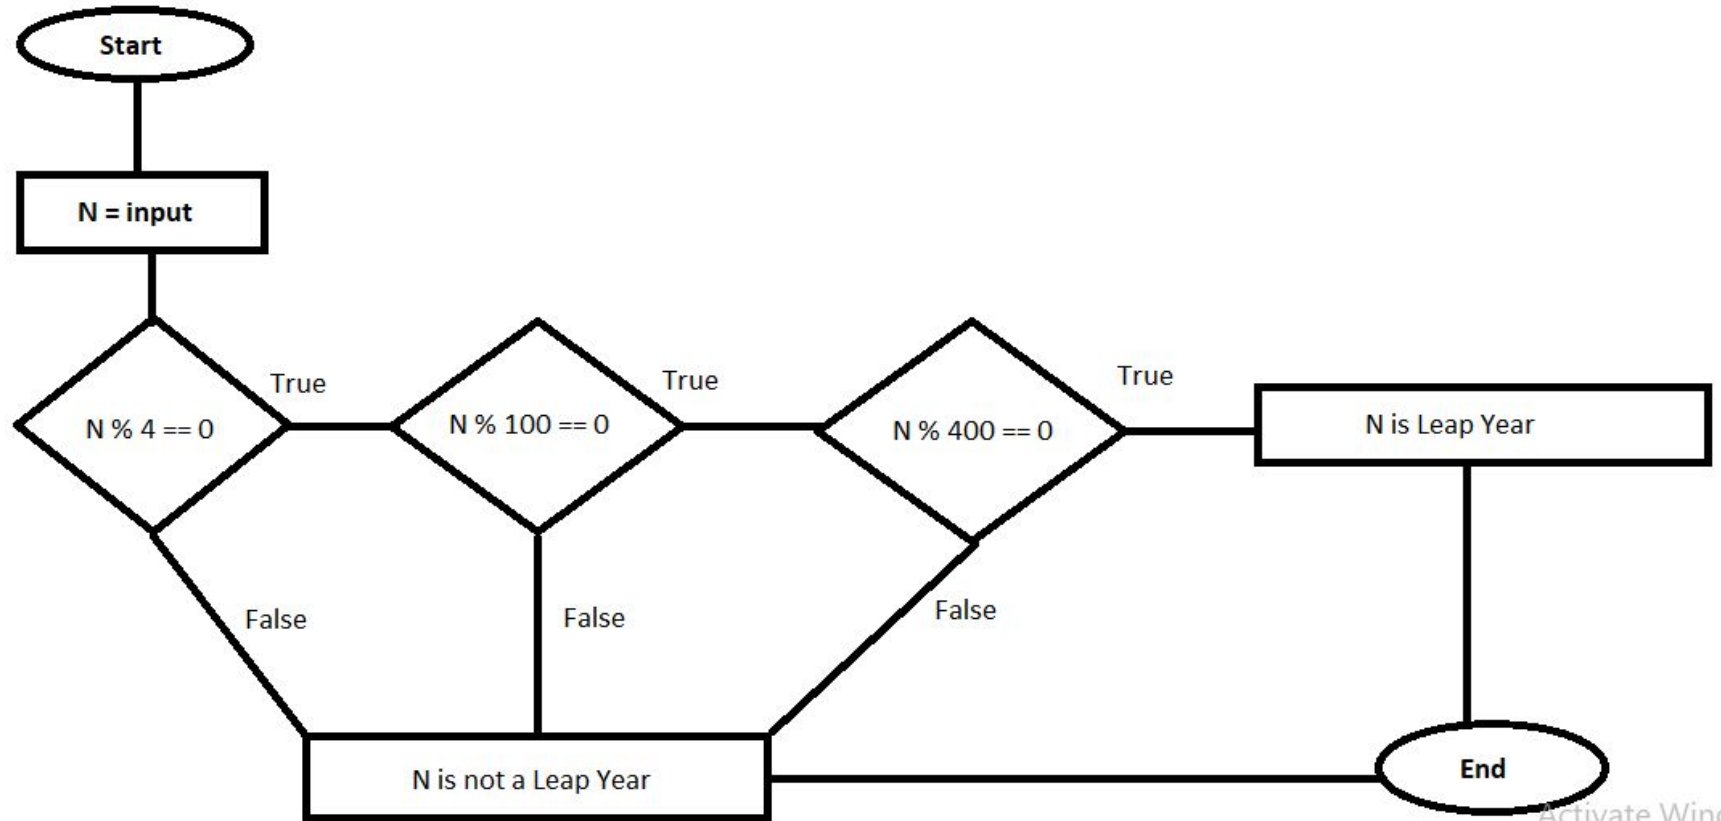 Start
N = input
N % 4 == 0
True
N % 100 == 0
True
N % 400 == 0
True
N is Leap Year
False
False
False
N is not a Leap Year
End
Activate